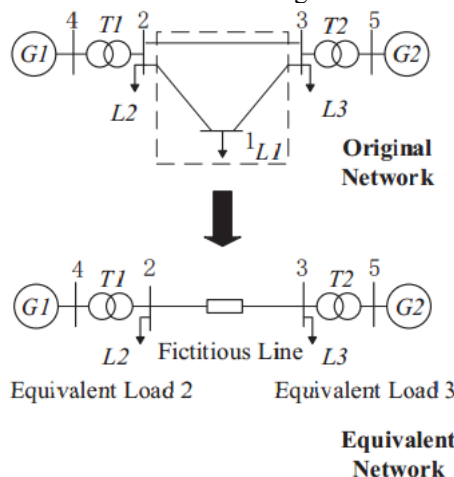 4 T1 2 3 T2 5
G1 G2
L2 L3
1 L1
Original
Network
4 T1 2 3 T2 5
G1 G2
L2 Fictitious Line L3
Equivalent Load 2 Equivalent Load 3
Equivalent
Network